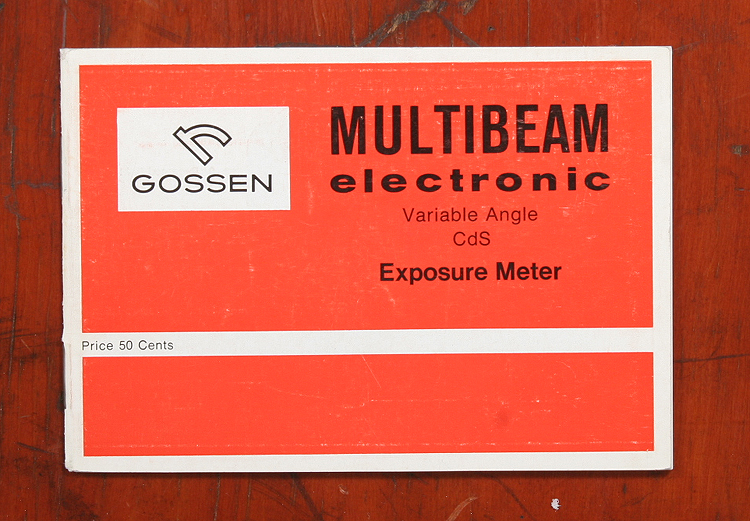 GOSSEN
MULTIBEAM
electronic
Variable Angle
CdS
Exposure Meter
Price 50 Cents